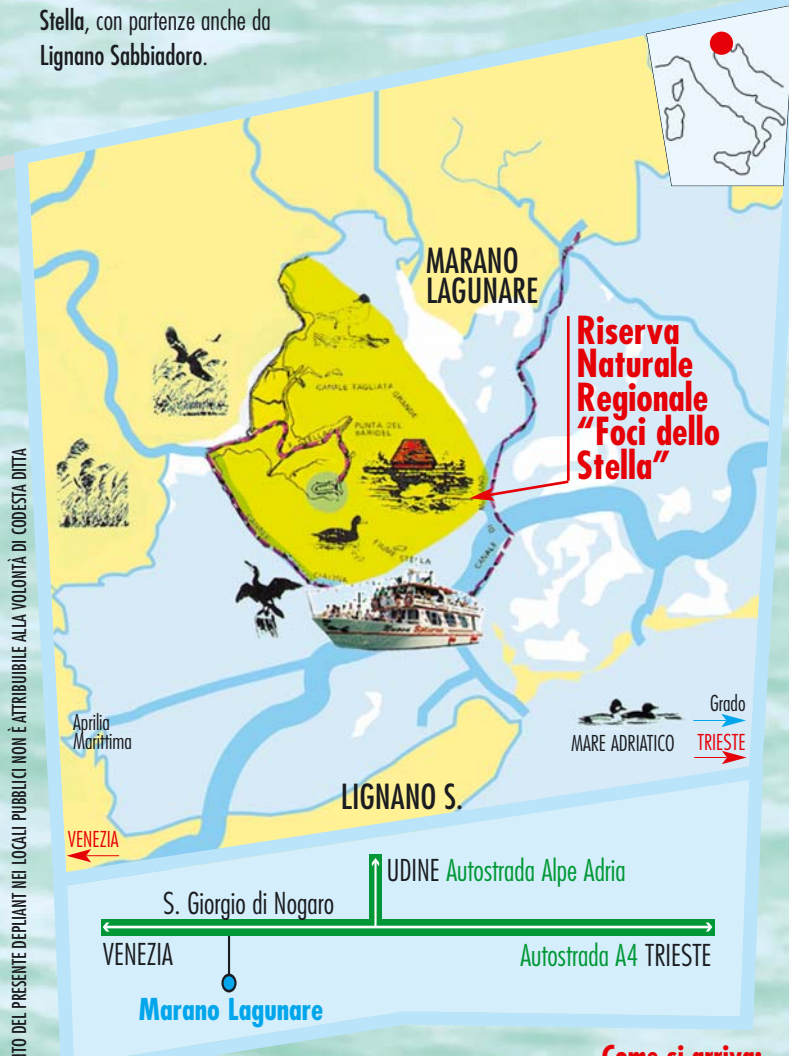 Stella, con partenze anche da
Lignano Sabbiadoro.
MARANO
LAGUNARE
Riserva
Naturale
Regionale
“Foci dello
Stella”
CANALE TAGLIATA
GRANDE
PUNTA DEL
FIUME STELLA
CANALE
Aprilia
Marittima
Grado
MARE ADRIATICO
TRIESTE
LIGNANO S.
VENEZIA
UDINE Autostrada Alpe Adria
S. Giorgio di Nogaro
VENEZIA
Autostrada A4 TRIESTE
Marano Lagunare
Come si arriva:
DEL PRESENTE DEPLIANT NEI LOCALI PUBBLICI NON È ATTRIBUIBILE ALLA VOLONTÀ DI CODESTA DITTA